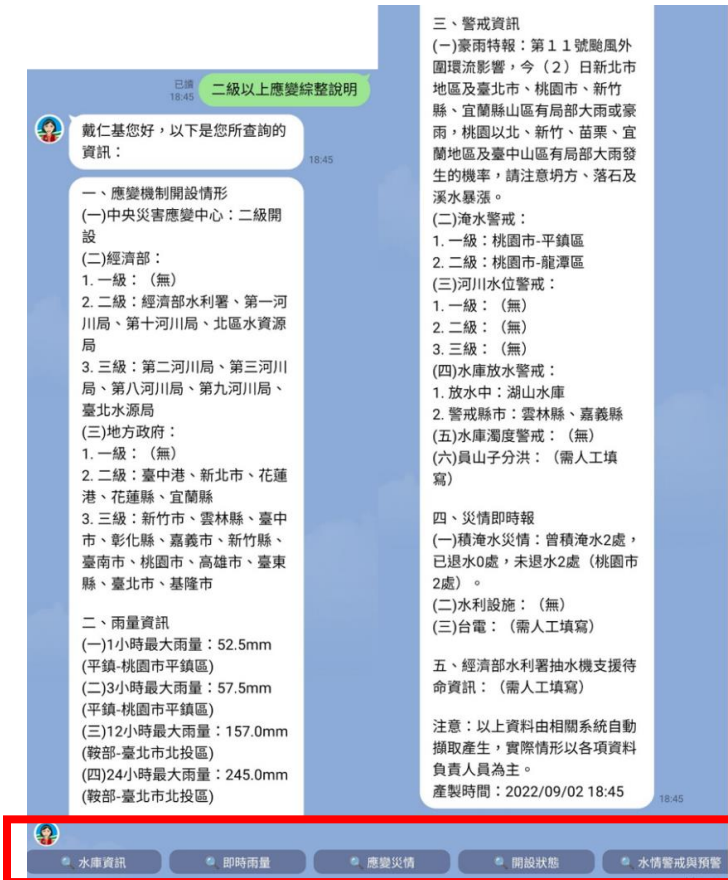 已讀
18:45
二級以上應變綜整說明
戴仁基您好，以下是您所查詢的
資訊：
18:45
一、應變機制開設情形
(一)中央災害應變中心：二級開
設
(二)經濟部：
1. 一級：（無）
2. 二級：經濟部水利署、第一河
川局、第十河川局、北區水資源
局
3. 三級：第二河川局、第三河川
局、第八河川局、第九河川局、
臺北水源局
(三)地方政府：
1. 一級：（無）
2. 二級：臺中港、新北市、花蓮
港、花蓮縣、宜蘭縣
3. 三級：新竹市、雲林縣、臺中
市、彰化縣、嘉義市、新竹縣、
臺南市、桃園市、高雄市、臺東
縣、臺北市、基隆市
二、雨量資訊
(一)1小時最大雨量：52.5mm
(平鎮-桃園市平鎮區)
(二)3小時最大雨量：57.5mm
(平鎮-桃園市平鎮區)
(三)12小時最大雨量：157.0mm
(鞍部-臺北市北投區)
(四)24小時最大雨量：245.0mm
(鞍部-臺北市北投區)
三、警戒資訊
(一)豪雨特報：第１１號颱風外
圍環流影響，今（2）日新北市
地區及臺北市、桃園市、新竹
縣、宜蘭縣山區有局部大雨或豪
雨，桃園以北、新竹、苗栗、宜
蘭地區及臺中山區有局部大雨發
生的機率，請注意坍方、落石及
溪水暴漲。
(二)淹水警戒：
1. 一級：桃園市-平鎮區
2. 二級：桃園市-龍潭區
(三)河川水位警戒：
1. 一級：（無）
2. 二級：（無）
3. 三級：（無）
(四)水庫放水警戒：
1. 放水中：湖山水庫
2. 警戒縣市：雲林縣、嘉義縣
(五)水庫濁度警戒：（無）
(六)員山子分洪：（需人工填
寫）
四、災情即時報
(一)積淹水災情：曾積淹水2處，
已退水0處，未退水2處（桃園市
2處）。
(二)水利設施：（無）
(三)台電：（需人工填寫）
五、經濟部水利署抽水機支援待
命資訊：（需人工填寫）
注意：以上資料由相關系統自動
擷取產生，實際情形以各項資料
負責人員為主。
產製時間：2022/09/02 18:45
18:45
水庫資訊
即時雨量
應變災情
開設狀態
水情警戒與預警